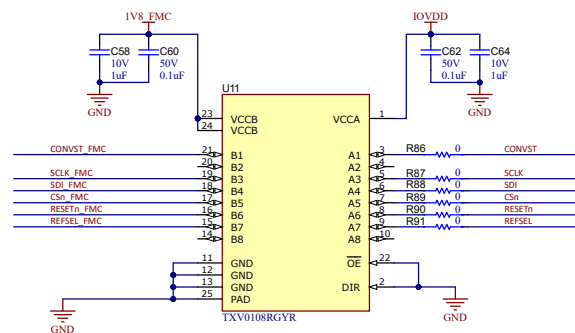 1V8_FMC
IOVDD
C58
10V
1uF
C60
50V
0.1uF
C62
50V
0.1uF
C64
10V
1uF
GND
GND
U11
23 VCCB VCCA 1
24 VCCB
CONVST_FMC 21 B1 A1 3 R86 0 CONVST
20 B2 A2 4
SCLK_FMC 19 B3 A3 5 R87 0 SCLK
SDI_FMC 18 B4 A4 6 R88 0 SDI
CSn_FMC 17 B5 A5 7 R89 0 CSn
RESETn_FMC 16 B6 A6 8 R90 0 RESETn
REFSEL_FMC 15 B7 A7 9 R91 0 REFSEL
14 B8 A8 10
11 GND OE 22
12 GND
13 GND DIR 2
25 PAD
GND
GND
TXV0108RGYR